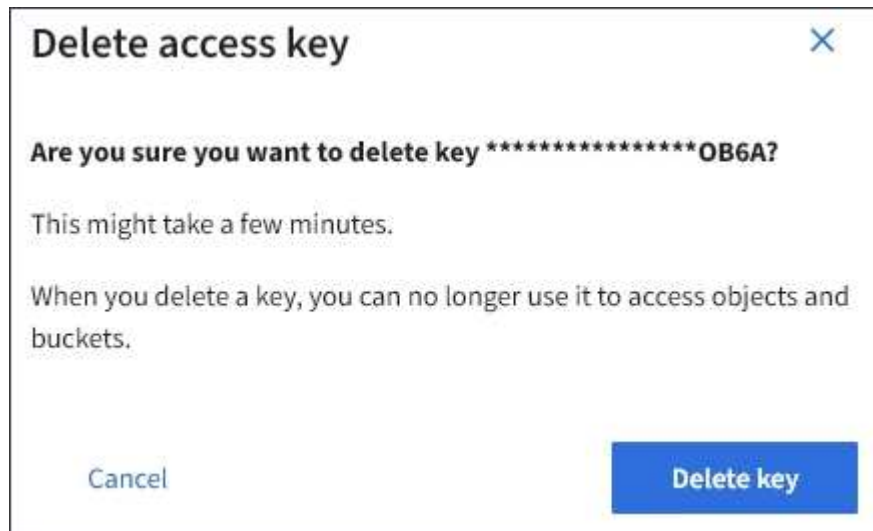 Delete access key
Are you sure you want to delete key ****************OB6A?
This might take a few minutes.
When you delete a key, you can no longer use it to access objects and
buckets.
Cancel
Delete key